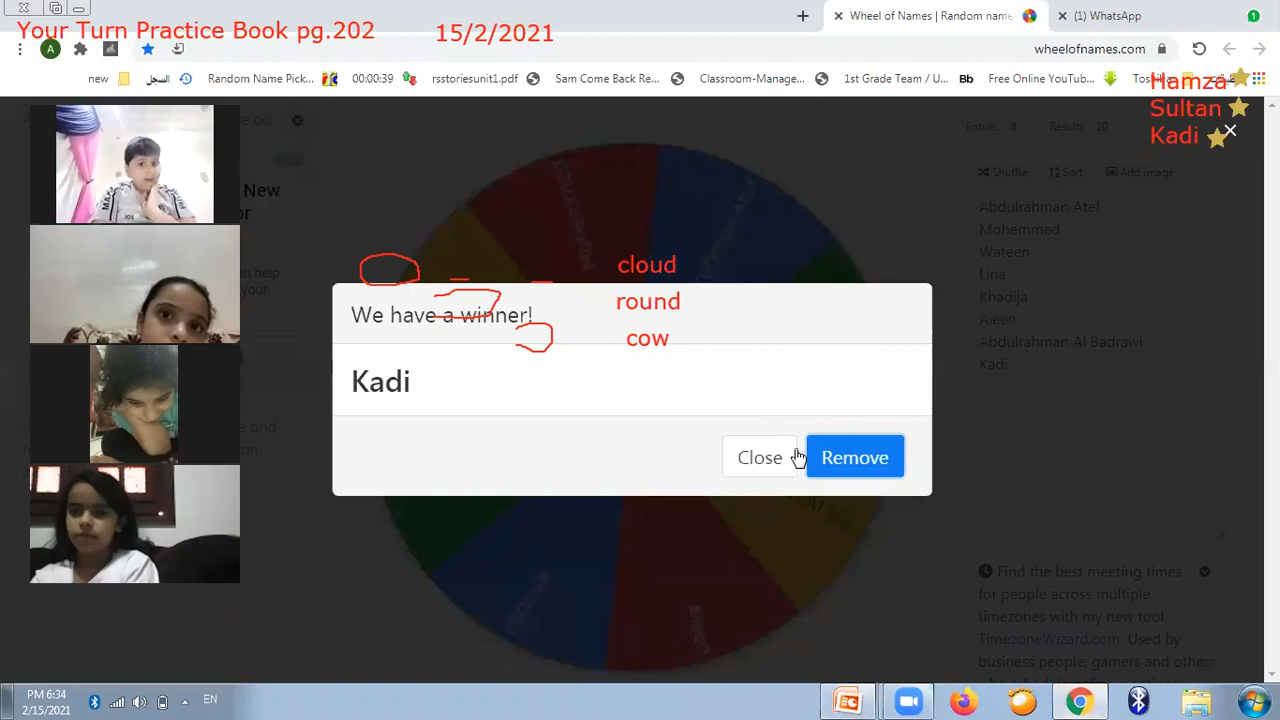 Wheel of Names | Random name
(1) WhatsApp
1
Your Turn Practice Book pg.202
15/2/2021
A
wheelofnames.com
new
السجل
Random Name Pick...
00:00:39
rsstoriesunit1.pdf
Sam Come Back Re...
Classroom-Manage...
1st Grade Team / U...
Bb
Free Online YouTub...
Hamza
Sultan
Kadi
Entries 8
Results 10
Shuffle
Sort
Add image
New
Abdulrahman Atef
Mohemmed
Wateen
Lina
Khadija
Aleen
Abdulrahman Al Badrawi
Kadi
cloud
round
cow
We have a winner!
Kadi
Close
Remove
Find the best meeting times
for people across multiple
timezones with my new tool
TimezoneWizard.com. Used by
business people, gamers and other
PM 6:34
2/15/2021
EN